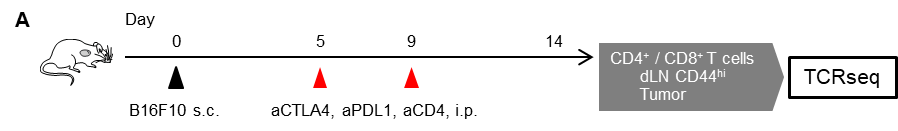 A
Day
0 5 9 14
B16F10 s.c. aCTLA4, aPDL1, aCD4, i.p.
CD4⁺ / CD8⁺ T cells
dLN CD44ʰⁱ
Tumor
TCRseq